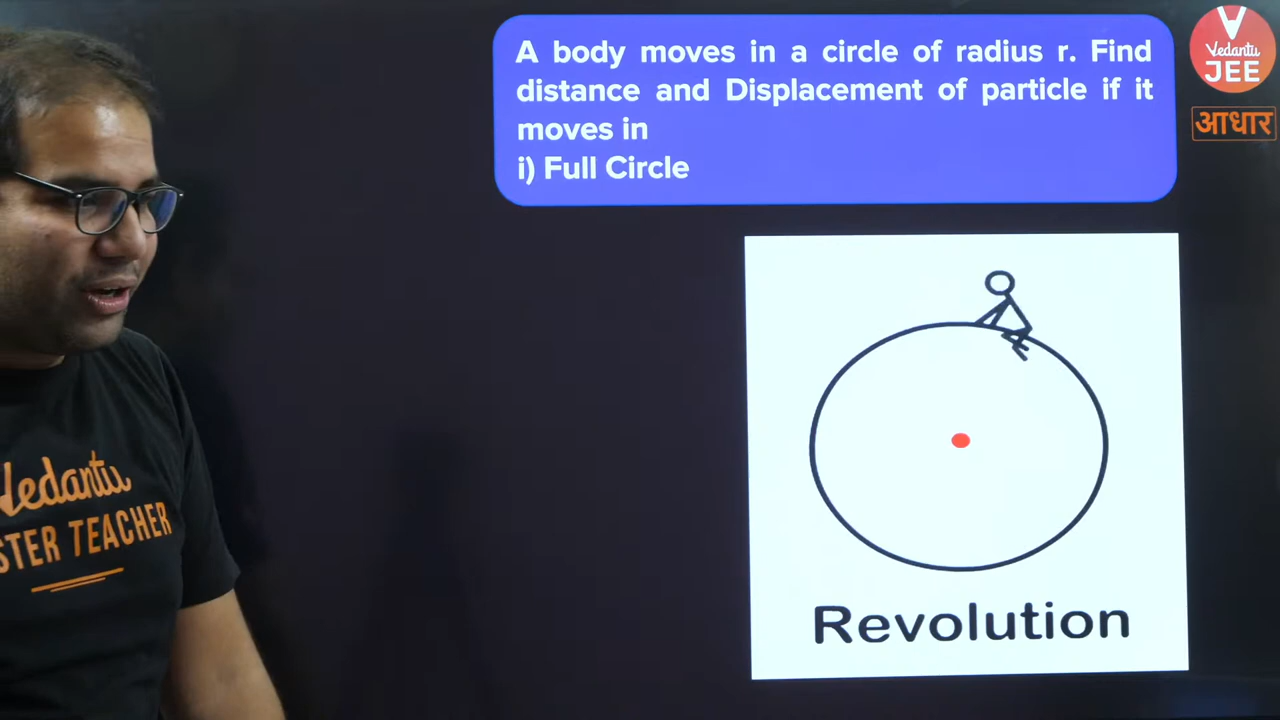 A body moves in a circle of radius r. Find
distance and Displacement of particle if it
moves in
i) Full Circle
Vedantu
JEE
आधार
Revolution
Vedantu
STER TEACHER